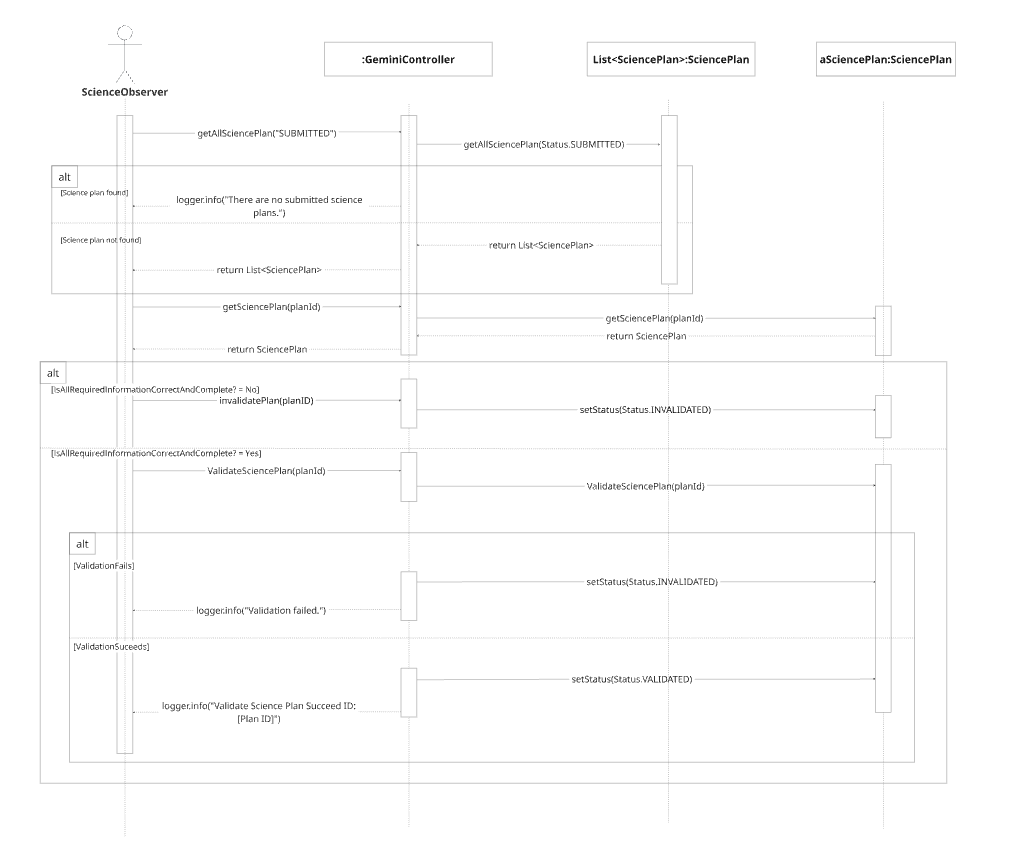 ScienceObserver
:GeminiController
List<SciencePlan>:SciencePlan
aSciencePlan:SciencePlan
getAllSciencePlan("SUBMITTED")
getAllSciencePlan(Status.SUBMITTED)
alt
[Science plan found]
logger.info("There are no submitted science
plans.")
[Science plan not found]
return List<SciencePlan>
return List<SciencePlan>
getSciencePlan(planId)
getSciencePlan(planId)
return SciencePlan
return SciencePlan
alt
[IsAllRequiredInformationCorrectAndComplete? = No]
invalidatePlan(planID)
setStatus(Status.INVALIDATED)
[IsAllRequiredInformationCorrectAndComplete? = Yes]
ValidateSciencePlan(planId)
ValidateSciencePlan(planId)
alt
[ValidationFails]
setStatus(Status.INVALIDATED)
logger.info("Validation failed.")
[ValidationSuceeds]
setStatus(Status.VALIDATED)
logger.info("Validate Science Plan Succeed ID:
[Plan ID]")